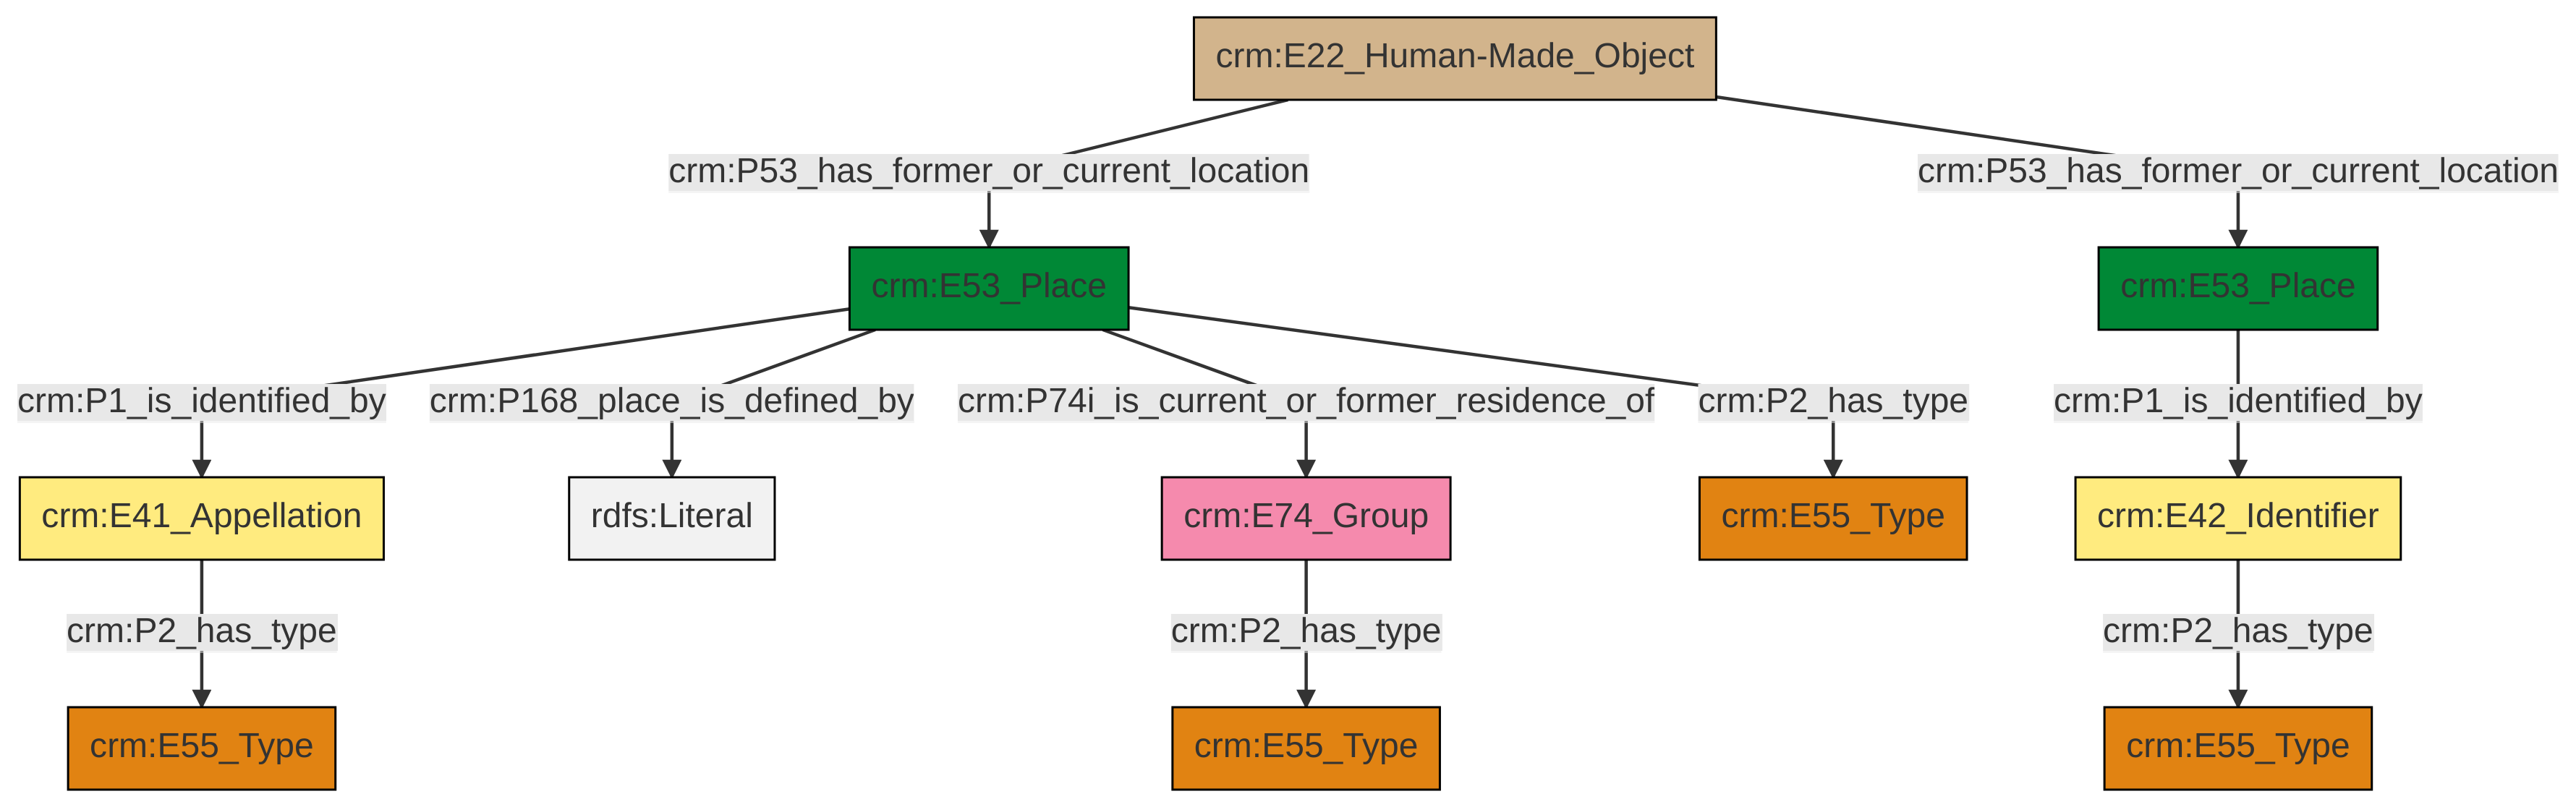 crm:E22_Human-Made_Object
crm:P53_has_former_or_current_location
crm:P53_has_former_or_current_location
crm:E53_Place
crm:E53_Place
crm:P1_is_identified_by
crm:P168_place_is_defined_by
crm:P74i_is_current_or_former_residence_of
crm:P2_has_type
crm:P1_is_identified_by
crm:E41_Appellation
rdfs:Literal
crm:E74_Group
crm:E55_Type
crm:E42_Identifier
crm:P2_has_type
crm:P2_has_type
crm:P2_has_type
crm:E55_Type
crm:E55_Type
crm:E55_Type